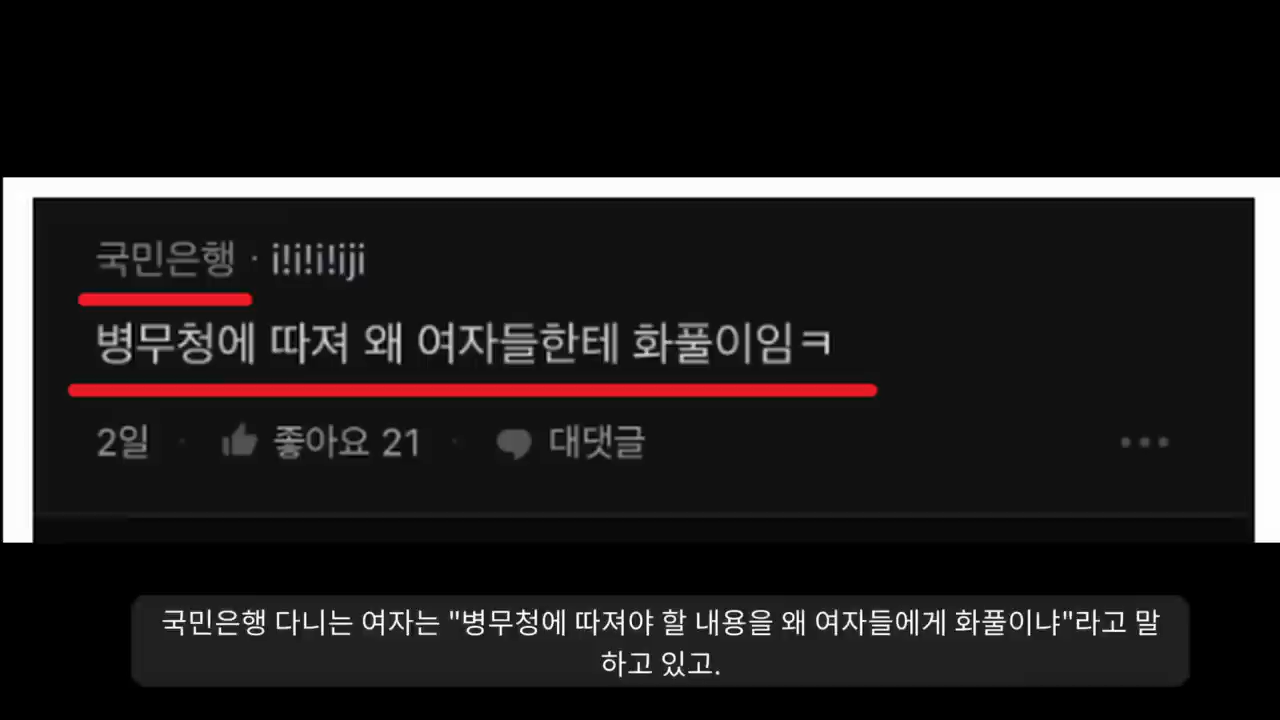 국민은행 · i!i!i!iji
병무청에 따져 왜 여자들한테 화풀이임ㅋ
2일 · 좋아요 21 · 대댓글
국민은행 다니는 여자는 "병무청에 따져야 할 내용을 왜 여자들에게 화풀이냐"라고 말
하고 있고.